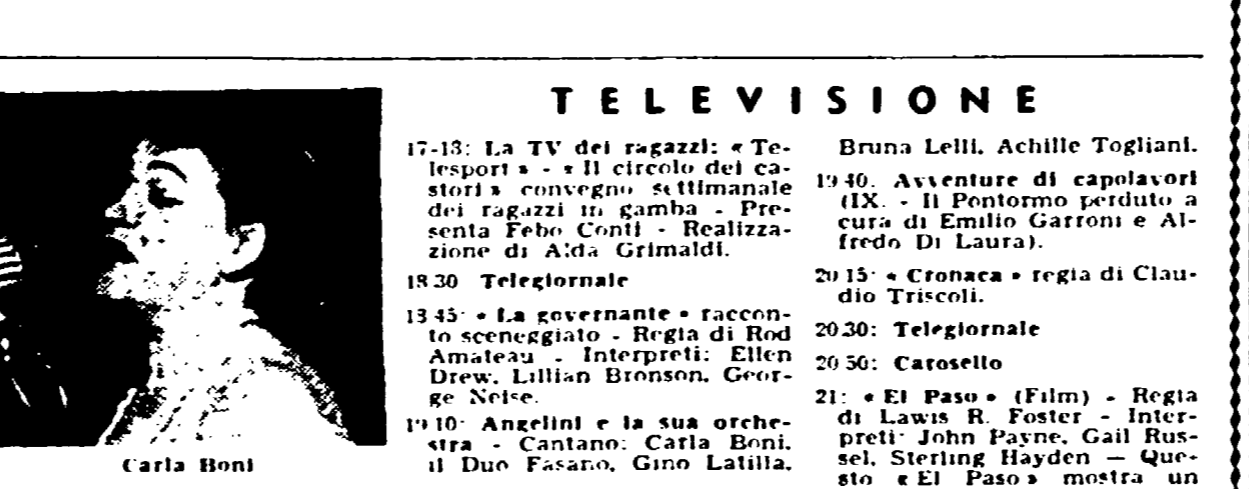 TELEVISIONE
17-18: La TV dei ragazzi: « Te-
lesport » - « Il circolo dei ca-
stori » convegno settimanale
dei ragazzi in gamba - Pre-
senta Febo Conti - Realizza-
zione di Alda Grimaldi.
18 30 Telegiornale
18 45: « La governante » raccon-
to sceneggiato - Regia di Rod
Amateau - Interpreti: Ellen
Drew, Lillian Bronson, Geor-
ge Neise.
19 10: Angelini e la sua orche-
stra - Cantano: Carla Boni,
il Duo Fasano, Gino Latilla,
Bruna Lelli, Achille Togliani.
19 40. Avventure di capolavori
(IX. - Il Pontormo perduto a
cura di Emilio Garroni e Al-
fredo Di Laura).
20 15: « Cronaca » regia di Clau-
dio Triscoli.
20.30: Telegiornale
20 50: Carosello
21: « El Paso » (Film) - Regia
di Lawis R. Foster - Inter-
preti: John Payne, Gail Rus-
sel, Sterling Hayden — Que-
sto « El Paso » mostra un
Carla Boni